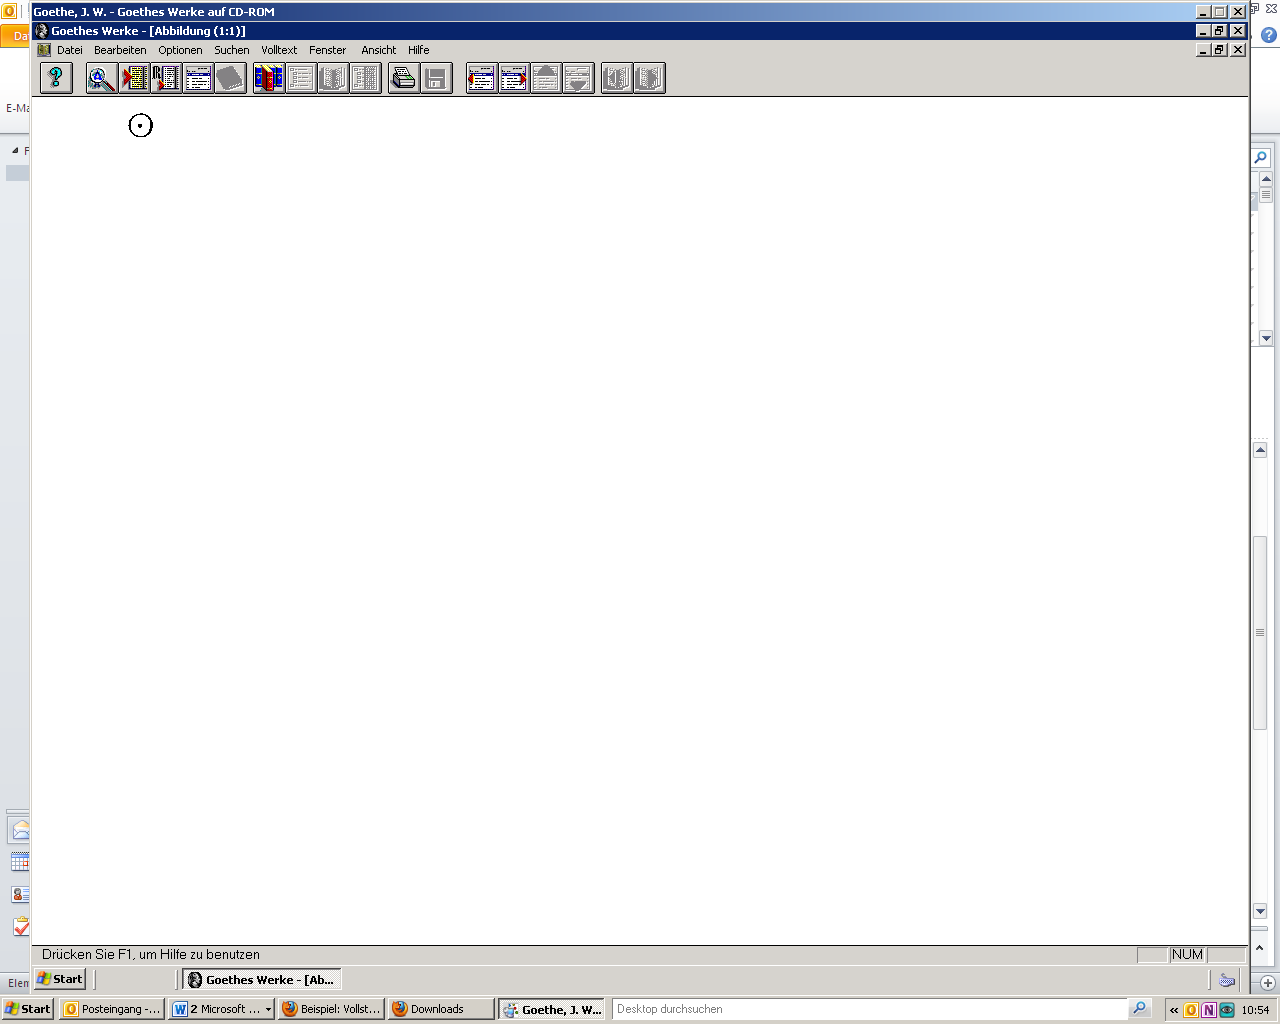 Goethe, J. W. - Goethes Werke auf CD-ROM
Goethes Werke - [Abbildung (1:1)]
Datei Bearbeiten Optionen Suchen Volltext Fenster Ansicht Hilfe
Da
E-Ma
F
Drücken Sie F1, um Hilfe zu benutzen
NUM
Start Goethes Werke - [Ab...
Elen
Start Posteingang -... 2 Microsoft ... Beispiel: Vollst... Downloads Goethe, J. W... Desktop durchsuchen « 10:54